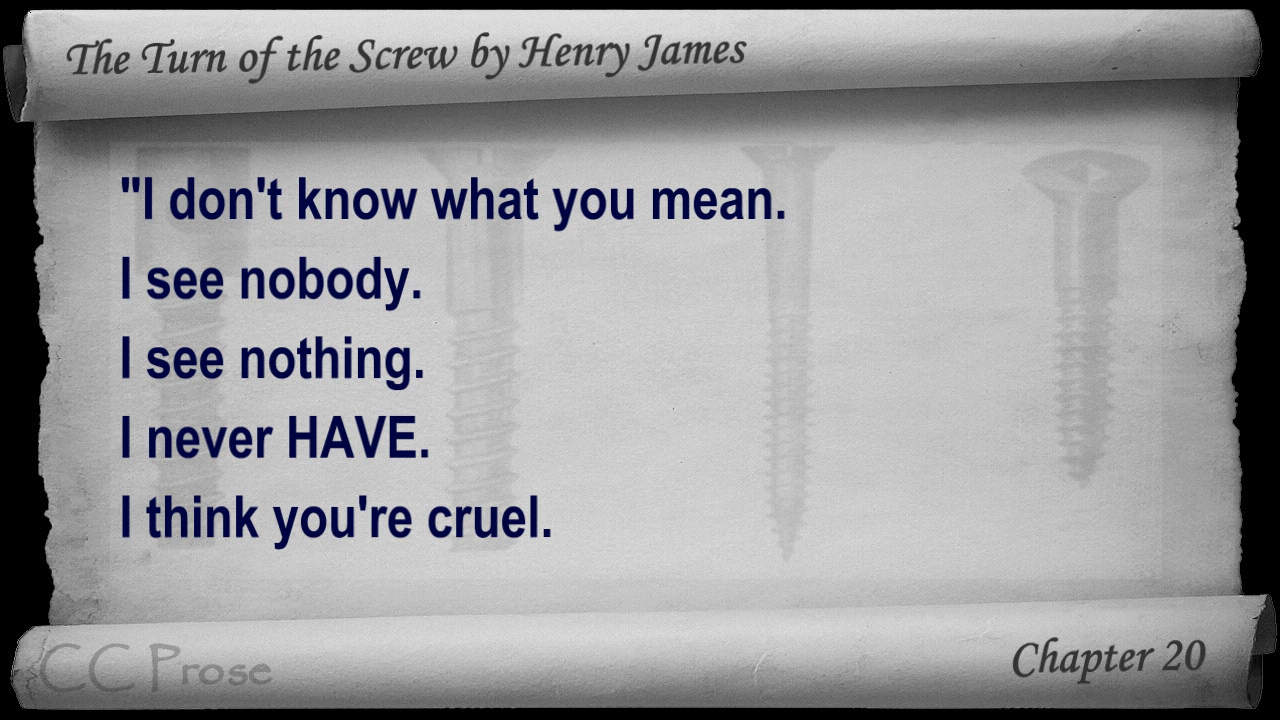 The Turn of the Screw by Henry James
"I don't know what you mean.
I see nobody.
I see nothing.
I never HAVE.
I think you're cruel.
CC Prose
Chapter 20